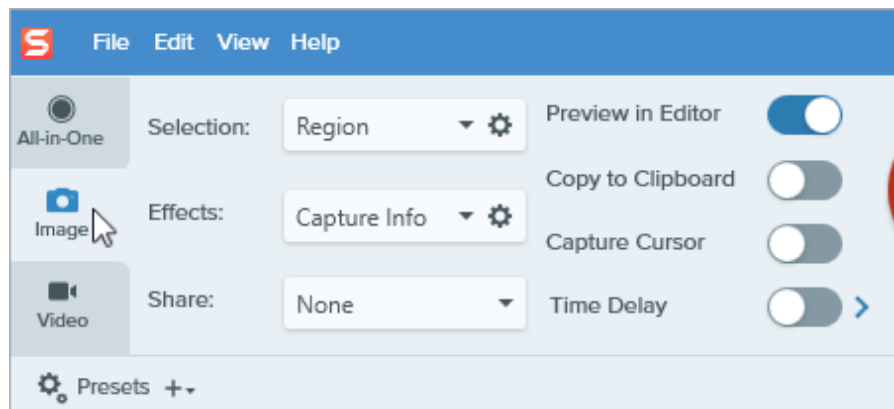 S File Edit View Help
All-in-One
Image
Video
Selection: Region
Effects: Capture Info
Share: None
Preview in Editor
Copy to Clipboard
Capture Cursor
Time Delay
Presets